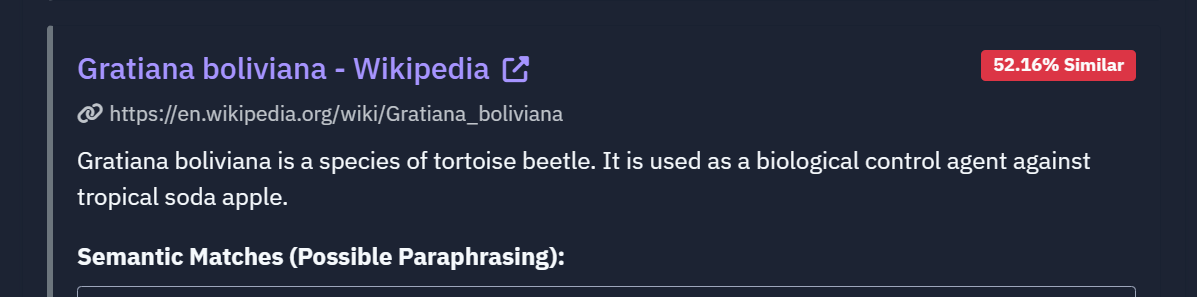 Gratiana boliviana - Wikipedia
52.16% Similar
https://en.wikipedia.org/wiki/Gratiana_boliviana
Gratiana boliviana is a species of tortoise beetle. It is used as a biological control agent against
tropical soda apple.
Semantic Matches (Possible Paraphrasing):